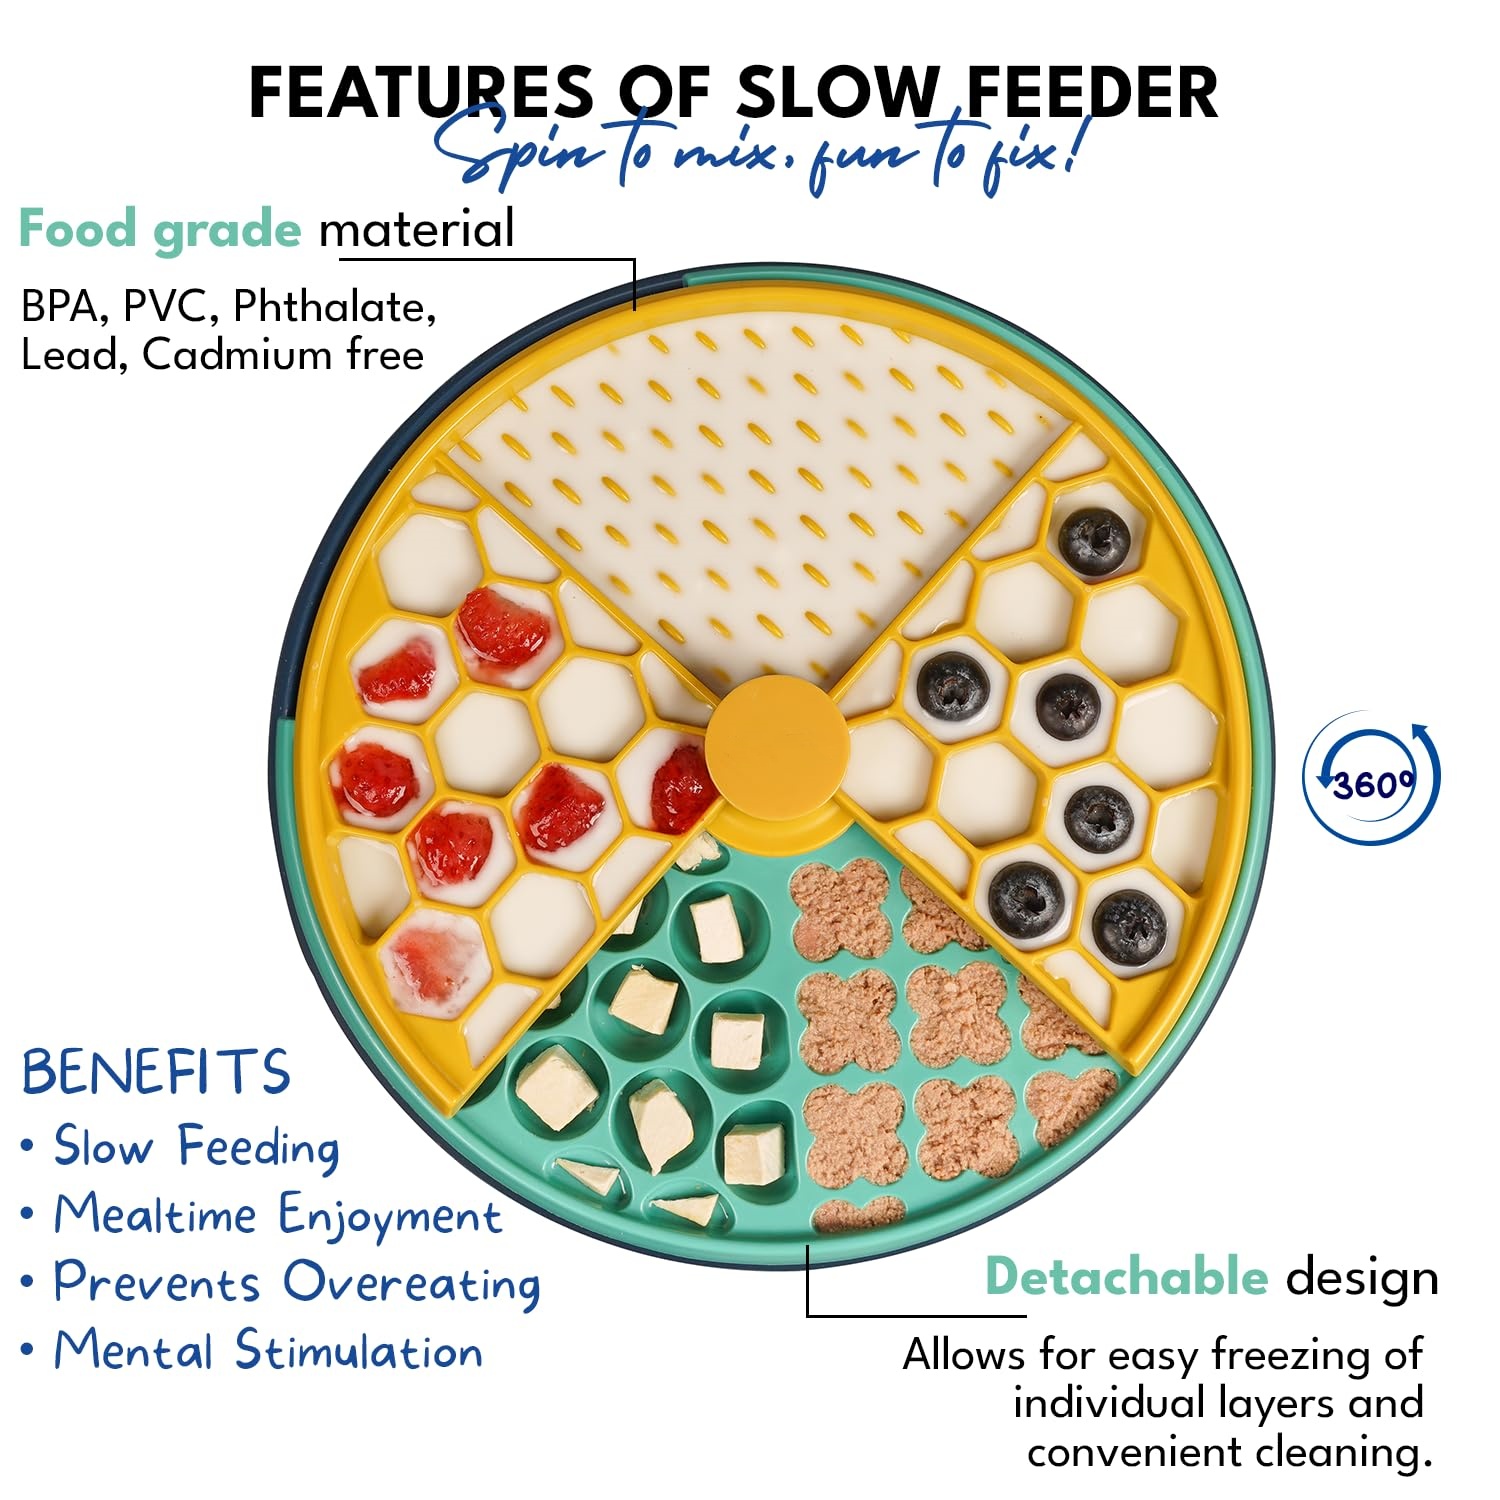 FEATURES OF SLOW FEEDER
Spin to mix, fun to fix!
Food grade material
BPA, PVC, Phthalate,
Lead, Cadmium free
360°
BENEFITS
• Slow Feeding
• Mealtime Enjoyment
• Prevents Overeating
• Mental Stimulation
Detachable design
Allows for easy freezing of
individual layers and
convenient cleaning.